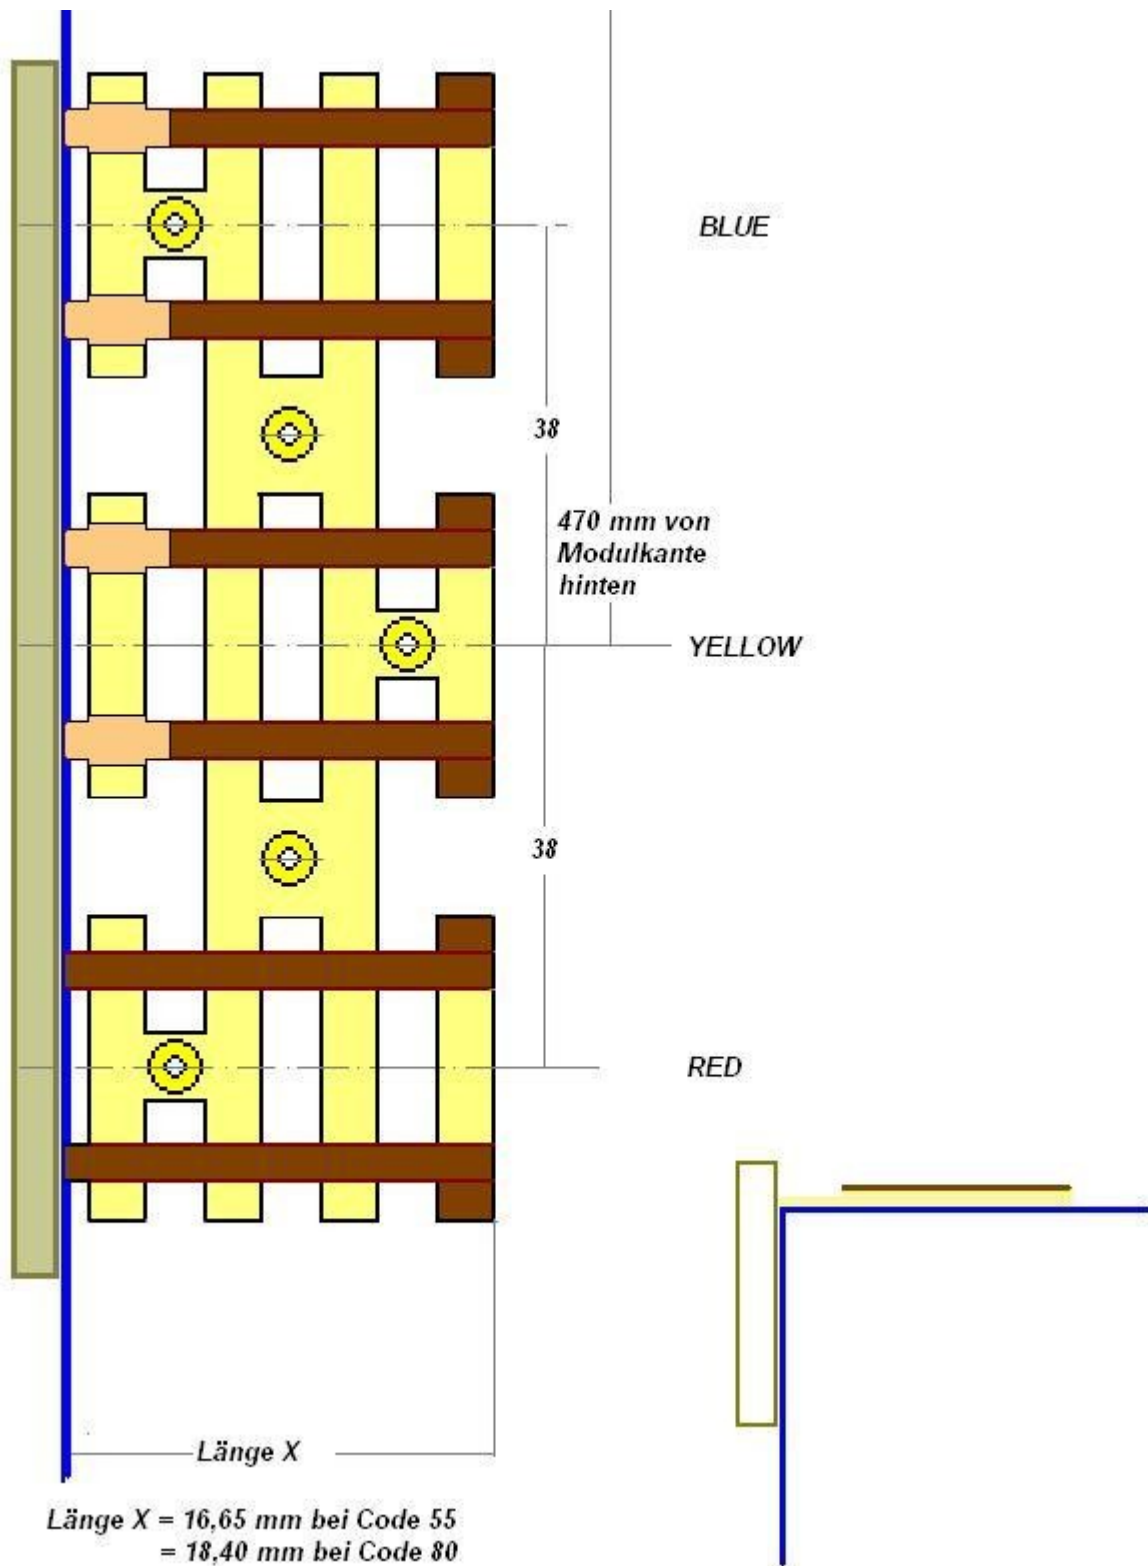 BLUE
38
470 mm von
Modulkante
hinten
YELLOW
38
RED
Länge X
Länge X = 16,65 mm bei Code 55
= 18,40 mm bei Code 80